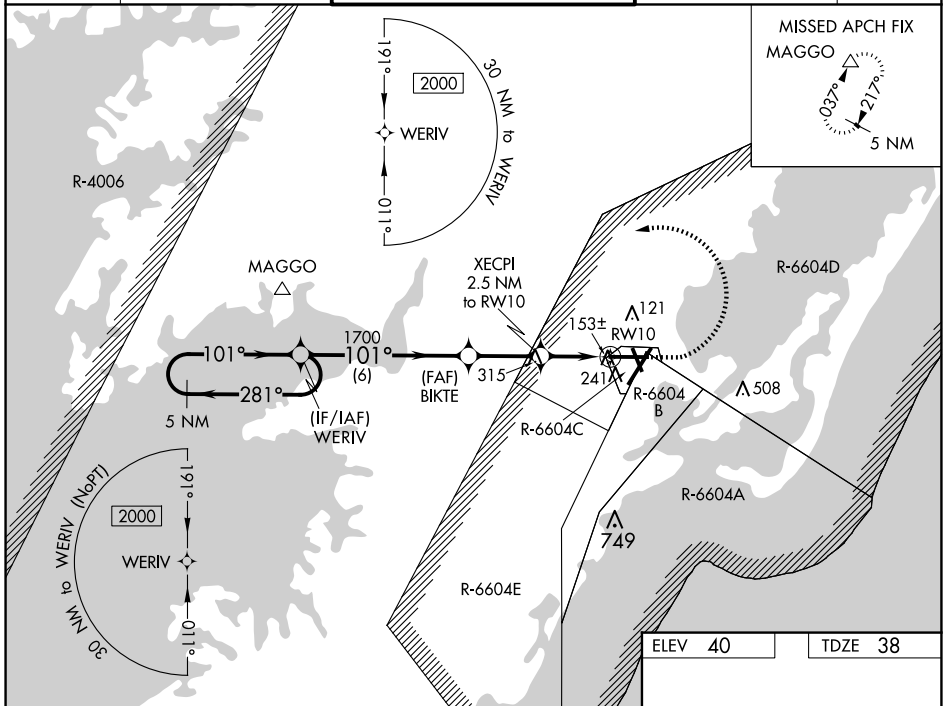 MISSED APCH FIX
MAGGO
037°
217°
5 NM
191°
2000
30 NM to WERIV
WERIV
011°
R-4006
R-6604D
MAGGO
XECPI
2.5 NM
to RW10
121
153±
RW10
101°
1700
101°
(6)
315
241
281°
(FAF)
BIKTE
5 NM
(IF/IAF)
WERIV
R-6604
B
508
R-6604C
R-6604A
191°
30 NM to WERIV (NoPT)
2000
749
WERIV
R-6604E
011°
ELEV 40
TDZE 38